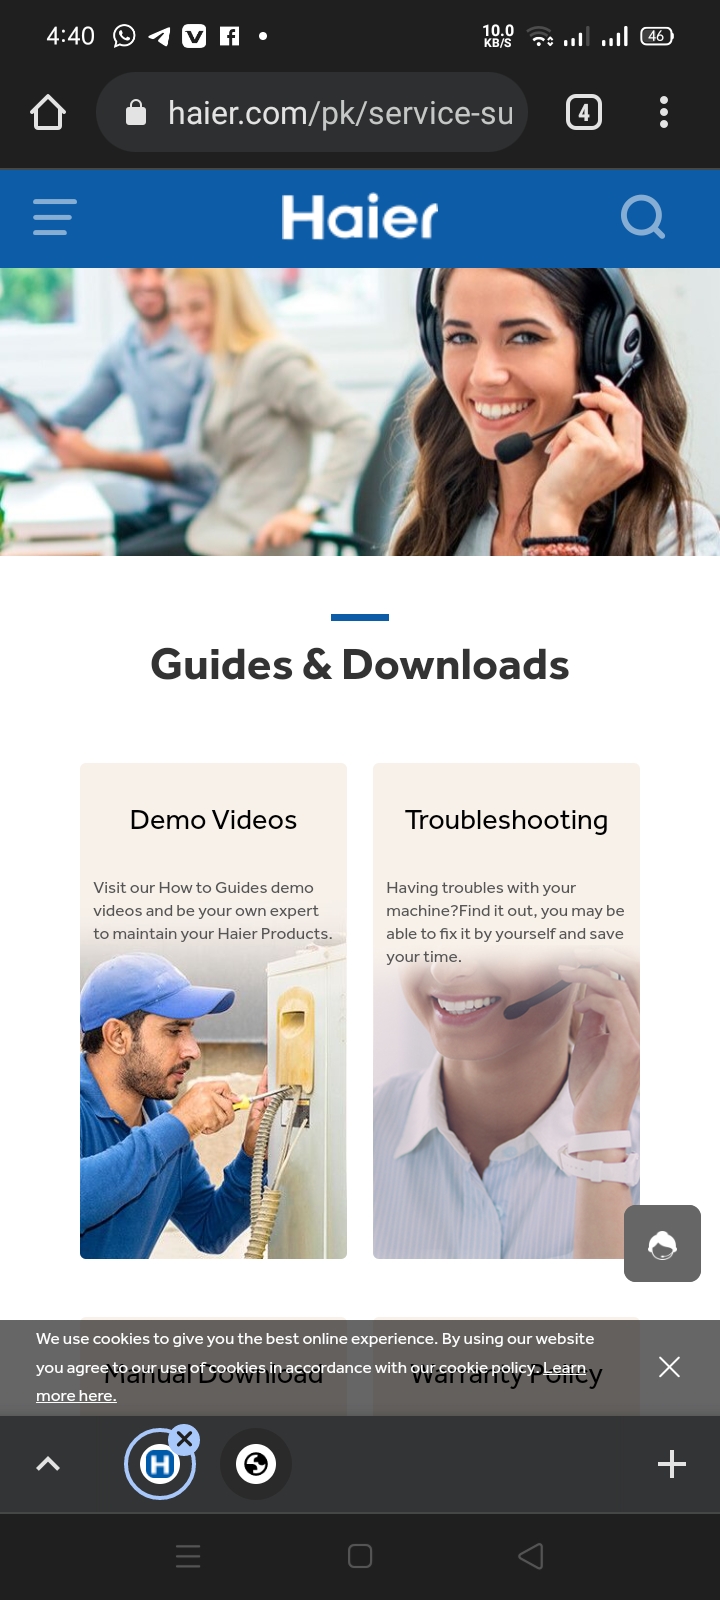 4:40
10.0
KB/S
46
haier.com/pk/service-su
4
Haier
Guides & Downloads
Demo Videos
Visit our How to Guides demo
videos and be your own expert
to maintain your Haier Products.
Troubleshooting
Having troubles with your
machine?Find it out, you may be
able to fix it by yourself and save
your time.
We use cookies to give you the best online experience. By using our website
you agree to our use of cookies in accordance with our cookie policy. Learn
more here.
Manual Download
Warranty Policy
H